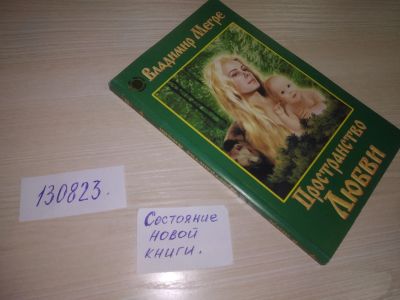 Владимир Мегре
Пространство
Любви
130823.
Состояние
новой
книги.